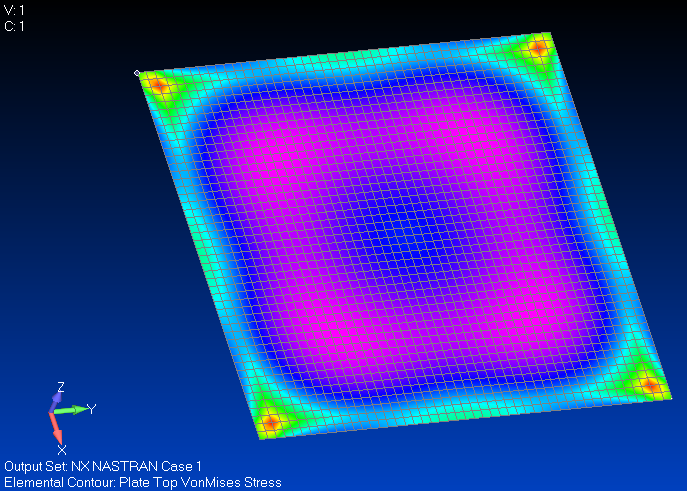 V: 1
C: 1
Z
Y
X
Output Set: NX NASTRAN Case 1
Elemental Contour: Plate Top VonMises Stress